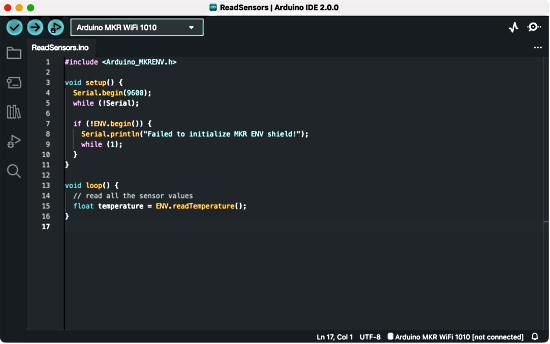 ReadSensors | Arduino IDE 2.0.0
Arduino MKR WiFi 1010
ReadSensors.ino
1 #include <Arduino_MKRENV.h>
2
3 void setup() {
4 Serial.begin(9600);
5 while (!Serial);
6
7 if (!ENV.begin()) {
8 Serial.println("Failed to initialize MKR ENV shield!");
9 while (1);
10 }
11 }
12
13 void loop() {
14 // read all the sensor values
15 float temperature = ENV.readTemperature();
16 }
17
Ln 17, Col 1 UTF-8 Arduino MKR WiFi 1010 [not connected]